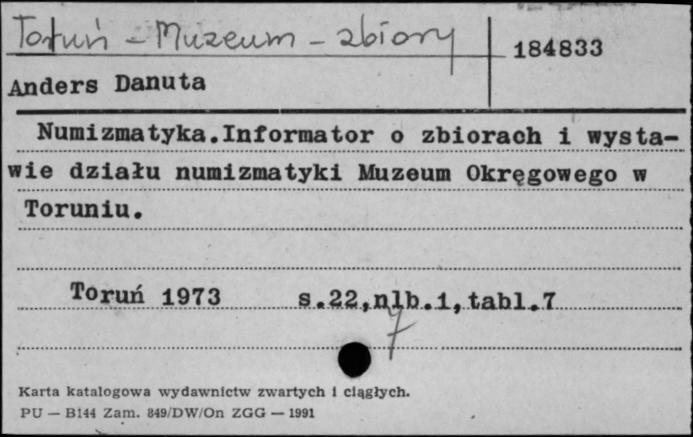 Toruń - Muzeum - zbiory
184833
Anders Danuta
Numizmatyka.Informator o zbiorach i wysta-
wie działu numizmatyki Muzeum Okręgowego w
Toruniu.
Toruń 1973 s.22,nlb.1,tabl.7
7
Karta katalogowa wydawnictw zwartych i ciągłych.
PU — B144 Zam. 849/DW/On ZGG — 1991